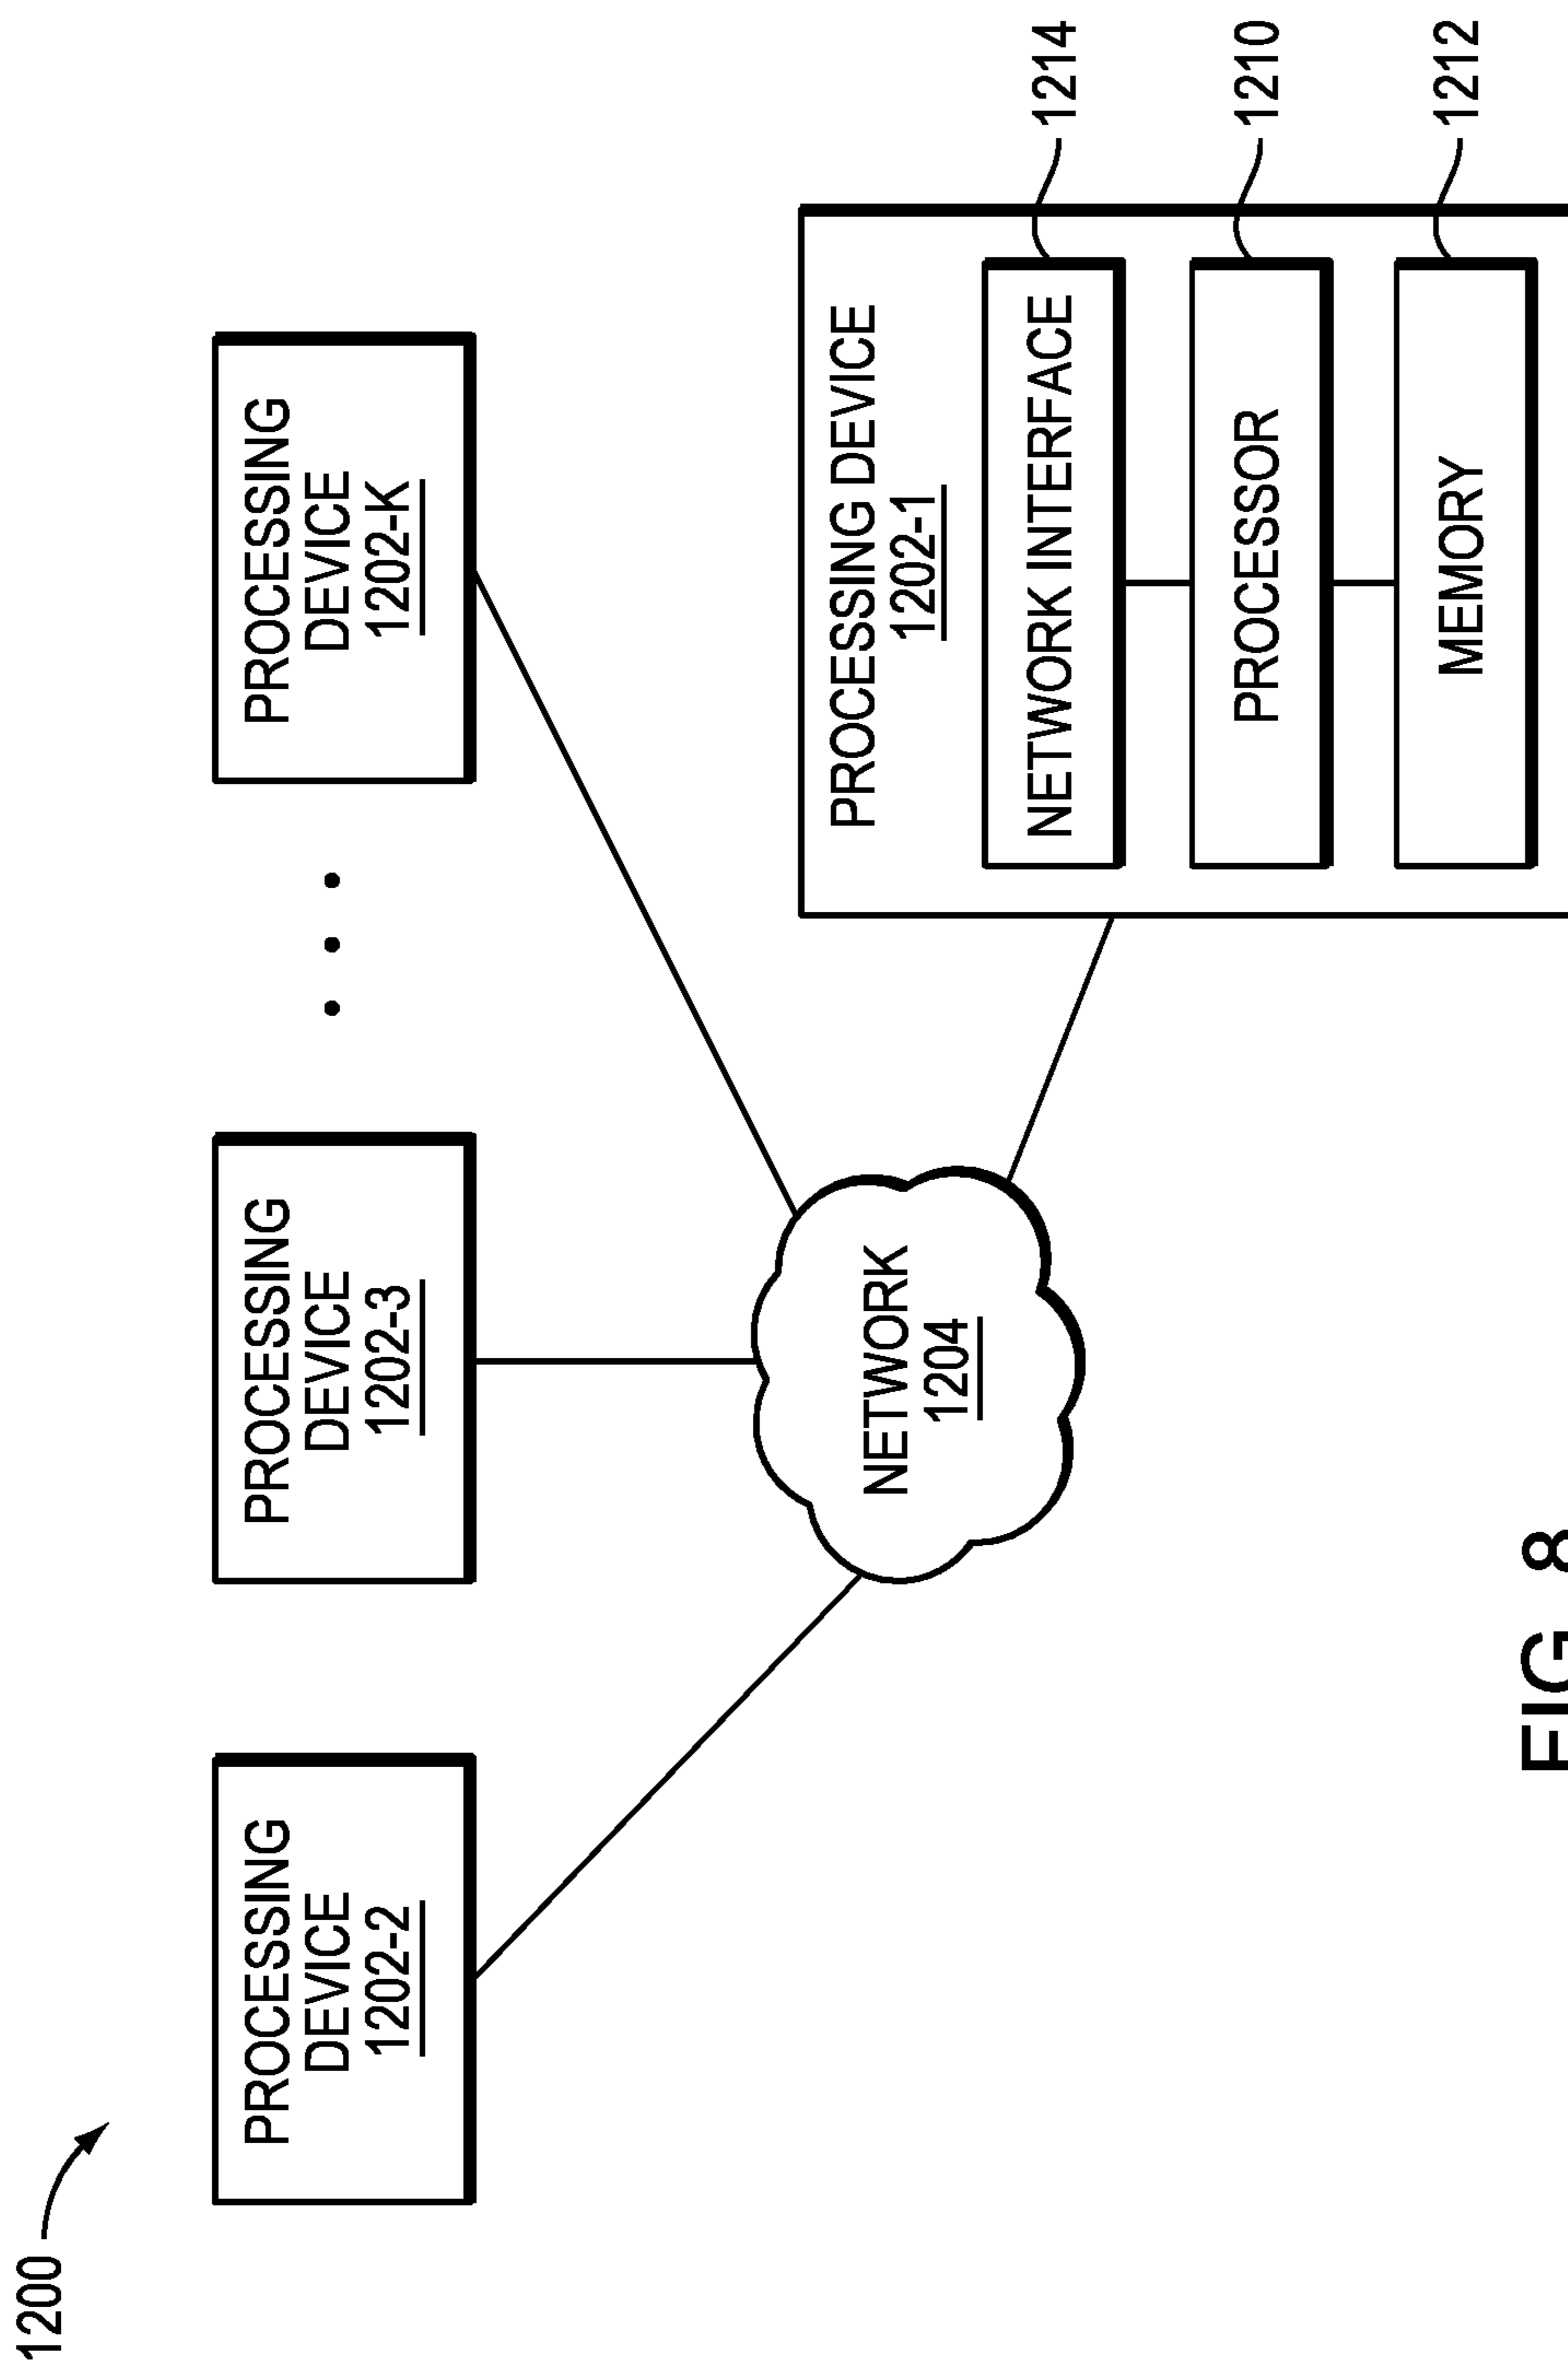 1200
PROCESSING
DEVICE
1202-2
PROCESSING
DEVICE
1202-3
PROCESSING
DEVICE
1202-K
NETWORK
1204
PROCESSING DEVICE
1202-1
NETWORK INTERFACE
1214
PROCESSOR
1210
MEMORY
1212
FIG. 8